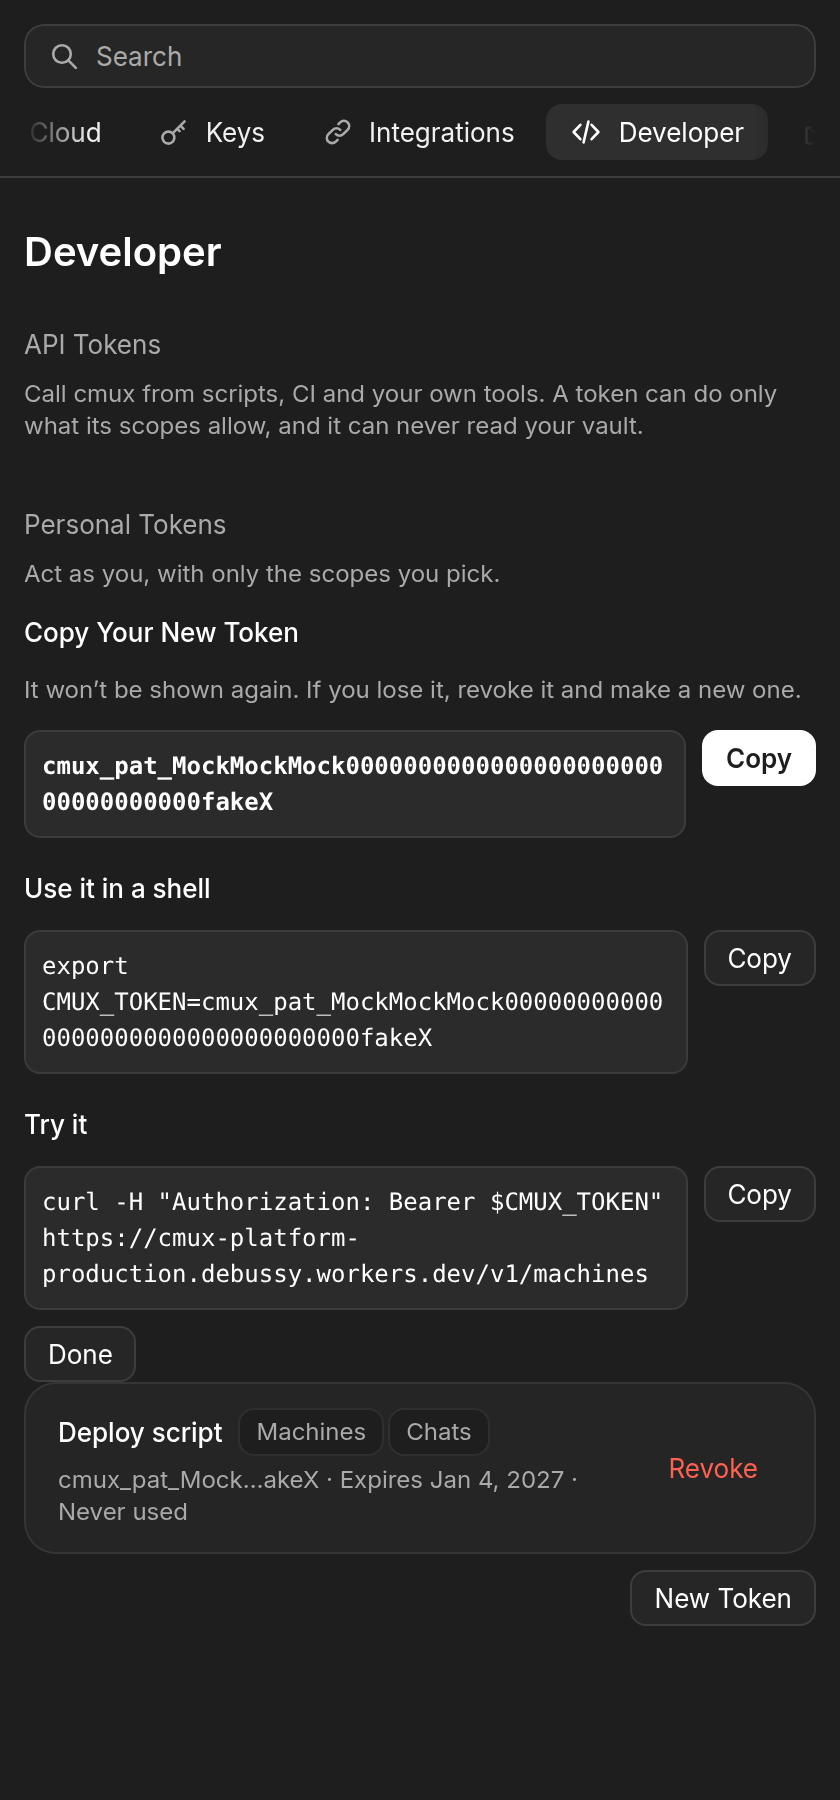 Search
Cloud Keys Integrations Developer
Developer
API Tokens
Call cmux from scripts, CI and your own tools. A token can do only
what its scopes allow, and it can never read your vault.
Personal Tokens
Act as you, with only the scopes you pick.
Copy Your New Token
It won’t be shown again. If you lose it, revoke it and make a new one.
cmux_pat_MockMockMock0000000000000000000000
00000000000fakeX
Copy
Use it in a shell
export
CMUX_TOKEN=cmux_pat_MockMockMock00000000000
0000000000000000000000fakeX
Copy
Try it
curl -H "Authorization: Bearer $CMUX_TOKEN"
https://cmux-platform-
production.debussy.workers.dev/v1/machines
Copy
Done
Deploy script Machines Chats
cmux_pat_Mock…akeX · Expires Jan 4, 2027 ·
Never used
Revoke
New Token